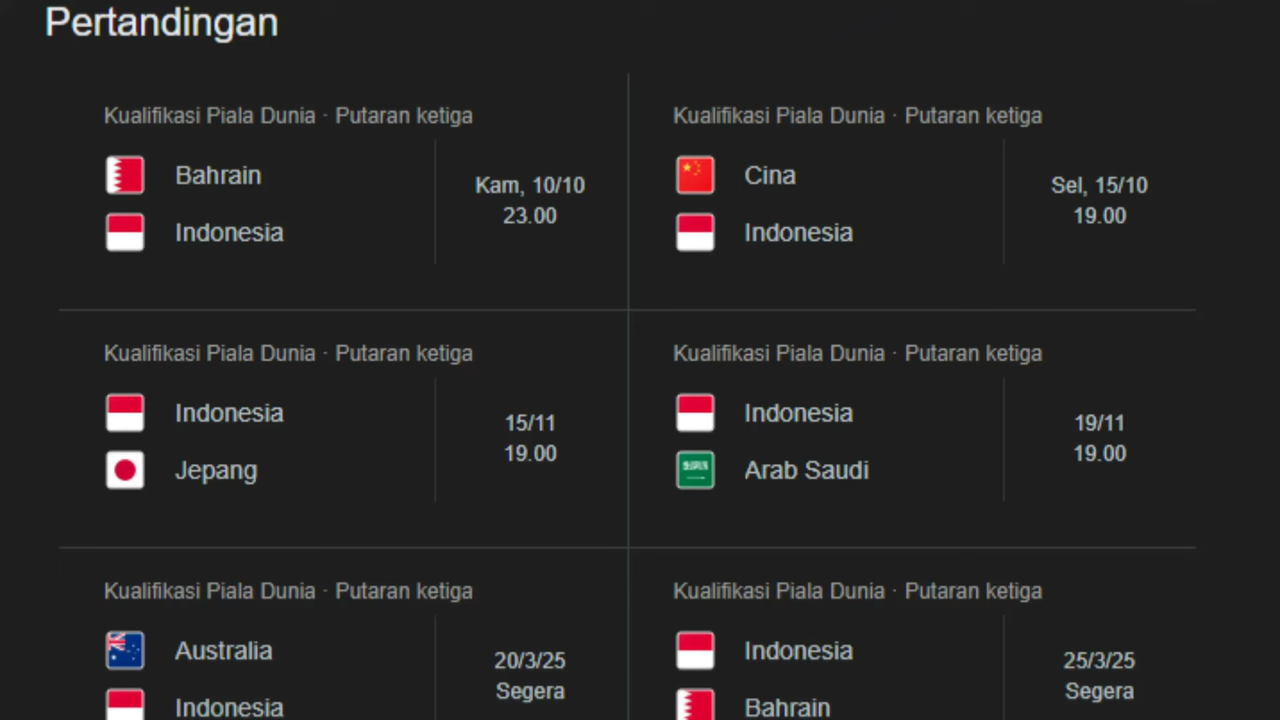 Pertandingan
Kualifikasi Piala Dunia · Putaran ketiga
Bahrain
Indonesia
Kam, 10/10
23.00
Kualifikasi Piala Dunia · Putaran ketiga
Cina
Indonesia
Sel, 15/10
19.00
Kualifikasi Piala Dunia · Putaran ketiga
Indonesia
Jepang
15/11
19.00
Kualifikasi Piala Dunia · Putaran ketiga
Indonesia
Arab Saudi
19/11
19.00
Kualifikasi Piala Dunia · Putaran ketiga
Australia
Indonesia
20/3/25
Segera
Kualifikasi Piala Dunia · Putaran ketiga
Indonesia
Bahrain
25/3/25
Segera